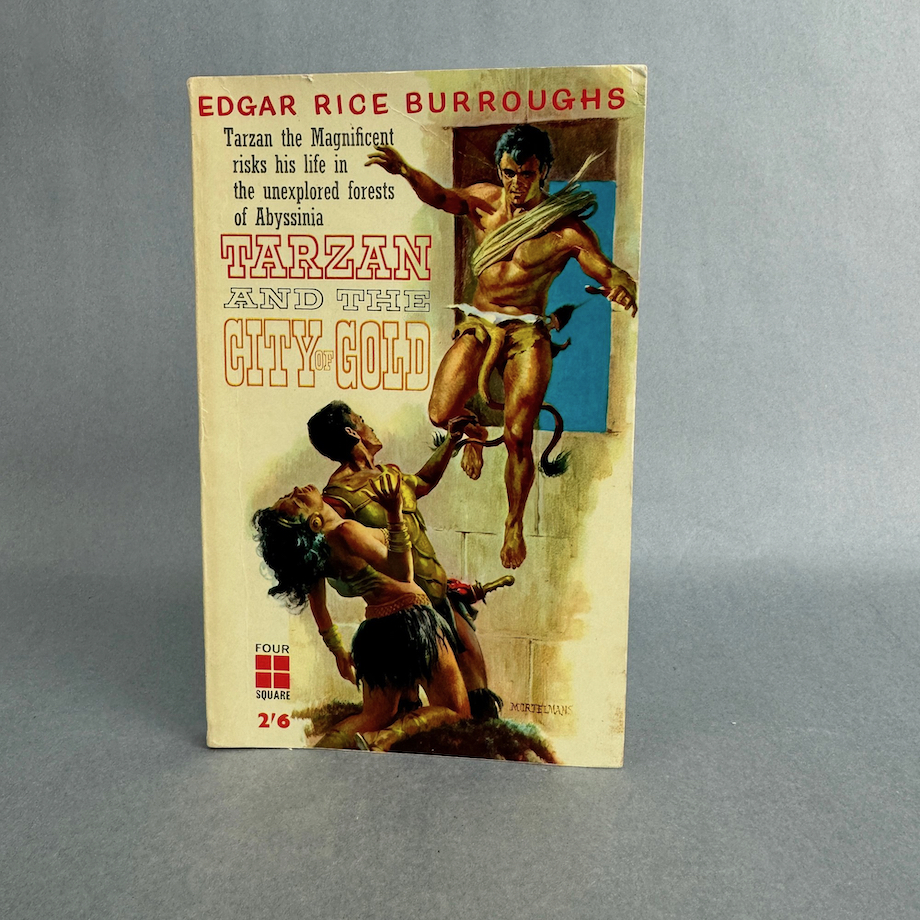 EDGAR RICE BURROUGHS
Tarzan the Magnificent
risks his life in
the unexplored forests
of Abyssinia
TARZAN
AND THE
CITY OF GOLD
FOUR
SQUARE
2'6
MORTELMANS